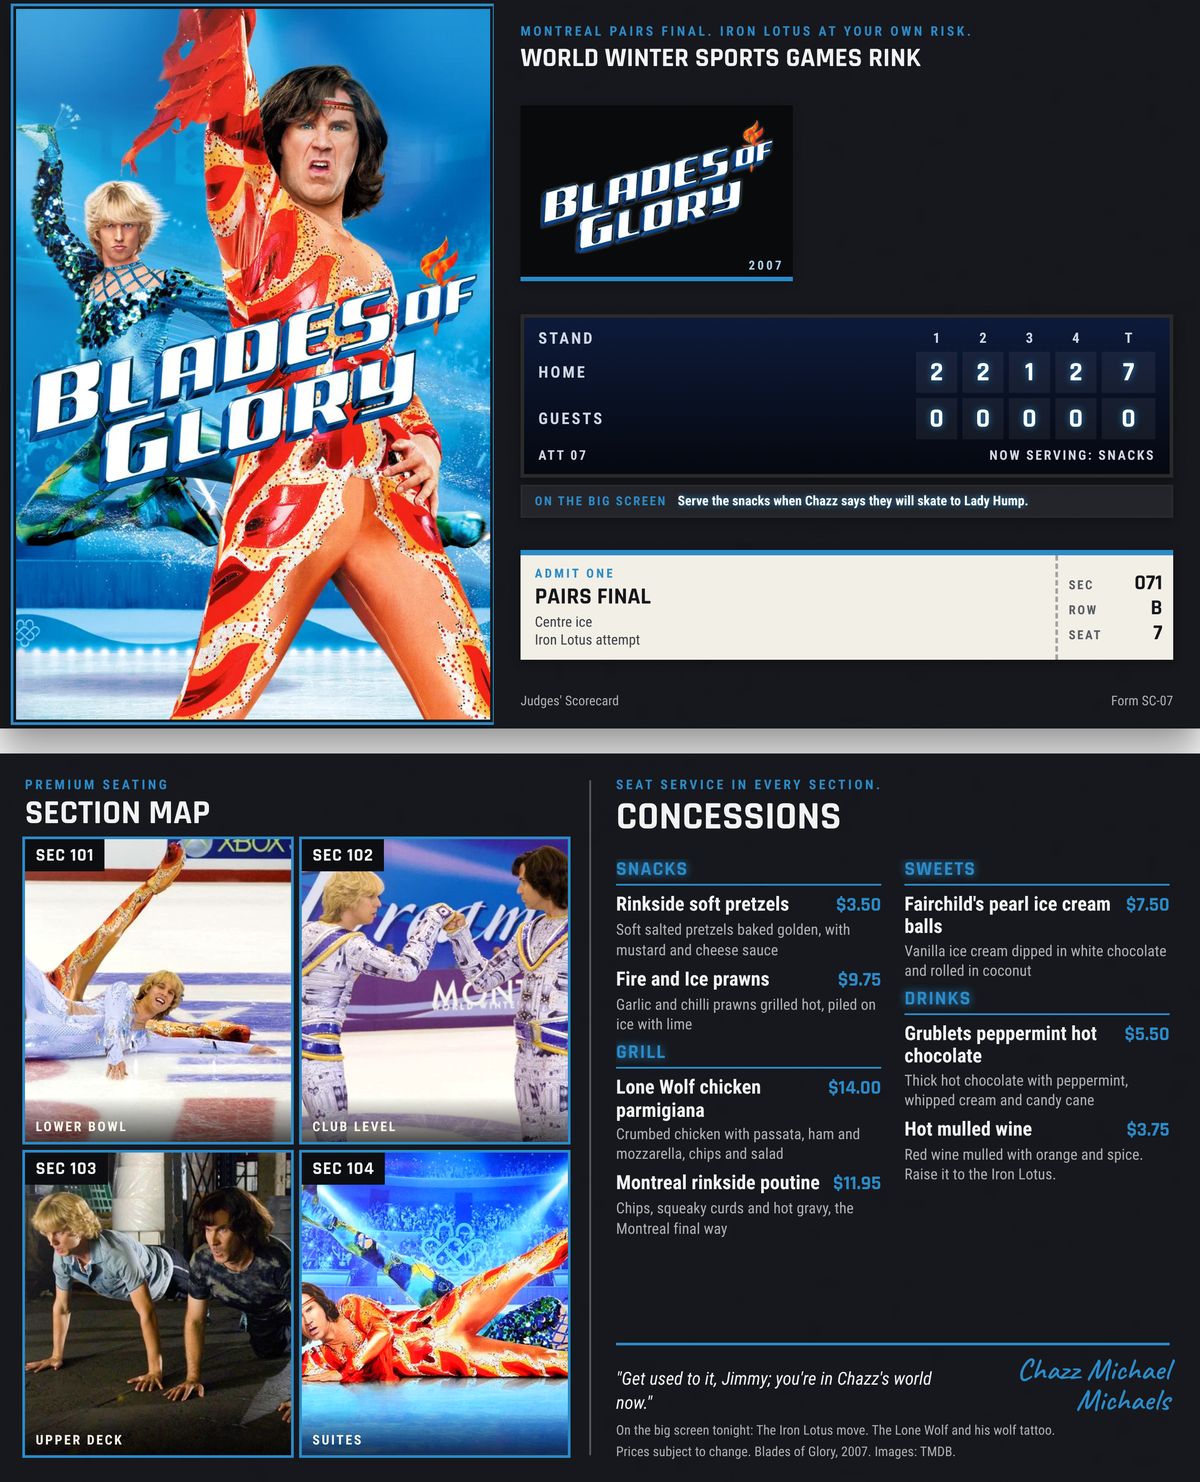 BLADES OF
GLORY
MONTREAL PAIRS FINAL. IRON LOTUS AT YOUR OWN RISK.
WORLD WINTER SPORTS GAMES RINK
BLADES OF
GLORY
2007
STAND 1 2 3 4 T
HOME 2 2 1 2 7
GUESTS 0 0 0 0 0
ATT 07 NOW SERVING: SNACKS
ON THE BIG SCREEN Serve the snacks when Chazz says they will skate to Lady Hump.
ADMIT ONE
PAIRS FINAL
Centre ice
Iron Lotus attempt
SEC 071
ROW B
SEAT 7
Judges' Scorecard Form SC-07
PREMIUM SEATING
SECTION MAP
SEC 101
XBOX
LOWER BOWL
SEC 102
ream
MONT
WORLD WINTE
CLUB LEVEL
SEC 103
UPPER DECK
SEC 104
SUITES
SEAT SERVICE IN EVERY SECTION.
CONCESSIONS
SNACKS
Rinkside soft pretzels $3.50
Soft salted pretzels baked golden, with
mustard and cheese sauce
Fire and Ice prawns $9.75
Garlic and chilli prawns grilled hot, piled on
ice with lime
GRILL
Lone Wolf chicken $14.00
parmigiana
Crumbed chicken with passata, ham and
mozzarella, chips and salad
Montreal rinkside poutine $11.95
Chips, squeaky curds and hot gravy, the
Montreal final way
SWEETS
Fairchild's pearl ice cream $7.50
balls
Vanilla ice cream dipped in white chocolate
and rolled in coconut
DRINKS
Grublets peppermint hot $5.50
chocolate
Thick hot chocolate with peppermint,
whipped cream and candy cane
Hot mulled wine $3.75
Red wine mulled with orange and spice.
Raise it to the Iron Lotus.
"Get used to it, Jimmy; you're in Chazz's world
now."
Chazz Michael
Michaels
On the big screen tonight: The Iron Lotus move. The Lone Wolf and his wolf tattoo.
Prices subject to change. Blades of Glory, 2007. Images: TMDB.